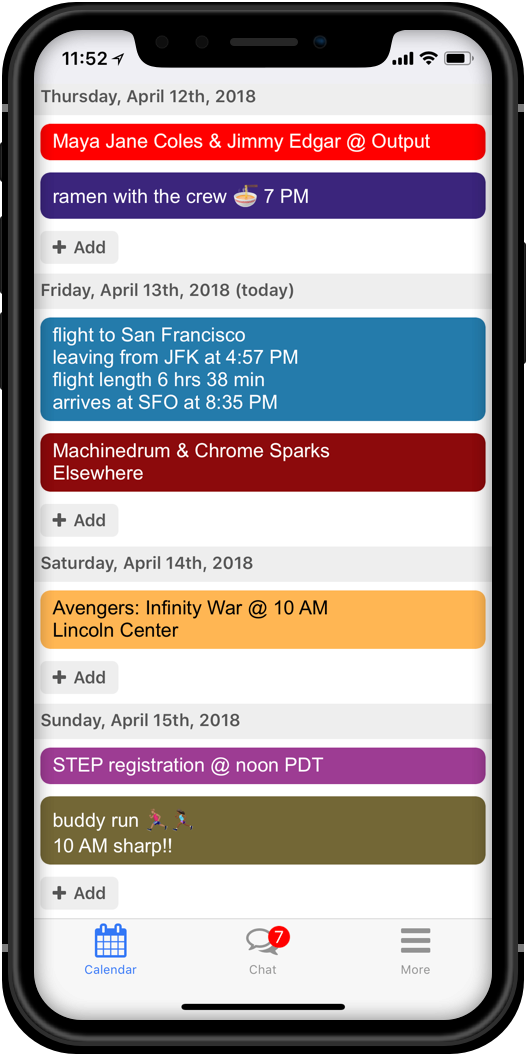 11:52
Thursday, April 12th, 2018
Maya Jane Coles & Jimmy Edgar @ Output
ramen with the crew 🍜 7 PM
+ Add
Friday, April 13th, 2018 (today)
flight to San Francisco
leaving from JFK at 4:57 PM
flight length 6 hrs 38 min
arrives at SFO at 8:35 PM
Machinedrum & Chrome Sparks
Elsewhere
+ Add
Saturday, April 14th, 2018
Avengers: Infinity War @ 10 AM
Lincoln Center
+ Add
Sunday, April 15th, 2018
STEP registration @ noon PDT
buddy run 🏃🏃
10 AM sharp!!
+ Add
7
Calendar
Chat
More